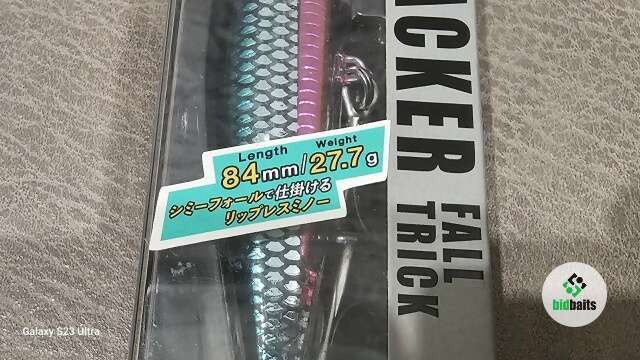 Length
Weight
84mm/27.7g
シミーフォールで仕掛ける
リップレスミノー
FALL
TRICK
bidbaits
Galaxy S23 Ultra